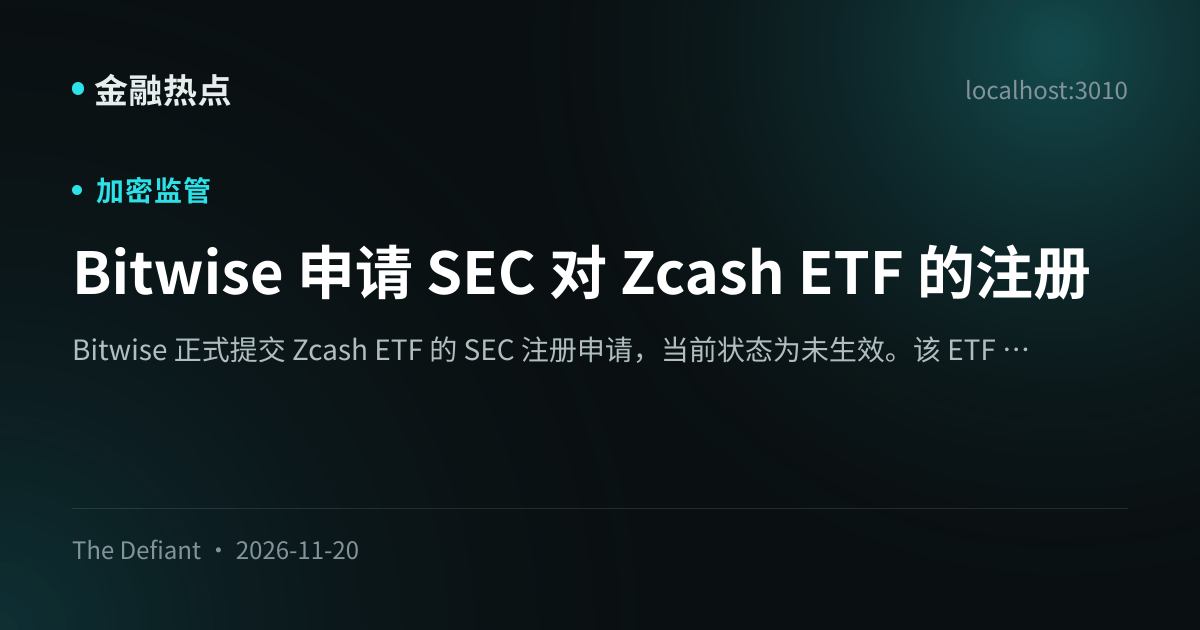 金融热点
localhost:3010
加密监管
Bitwise 申请 SEC 对 Zcash ETF 的注册
Bitwise 正式提交 Zcash ETF 的 SEC 注册申请，当前状态为未生效。该 ETF …
The Defiant · 2026-11-20